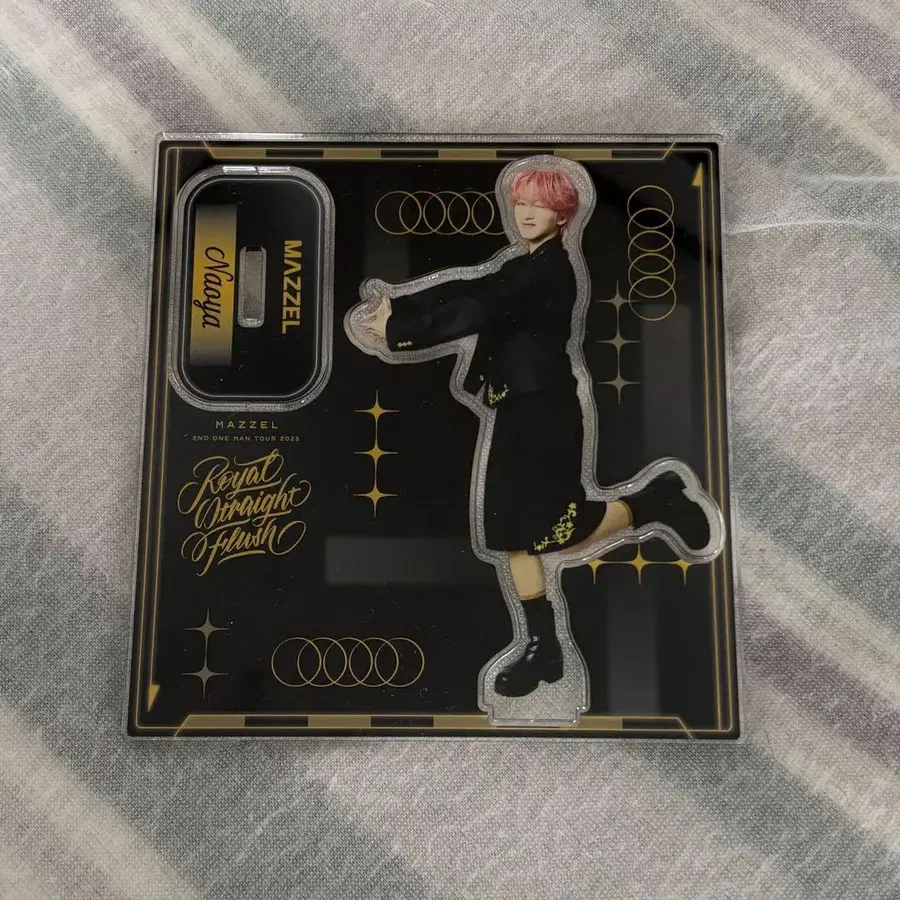 MAZZEL
Naoya
MAZZEL
2ND ONE MAN TOUR 2025
Royal
Straight
Flush